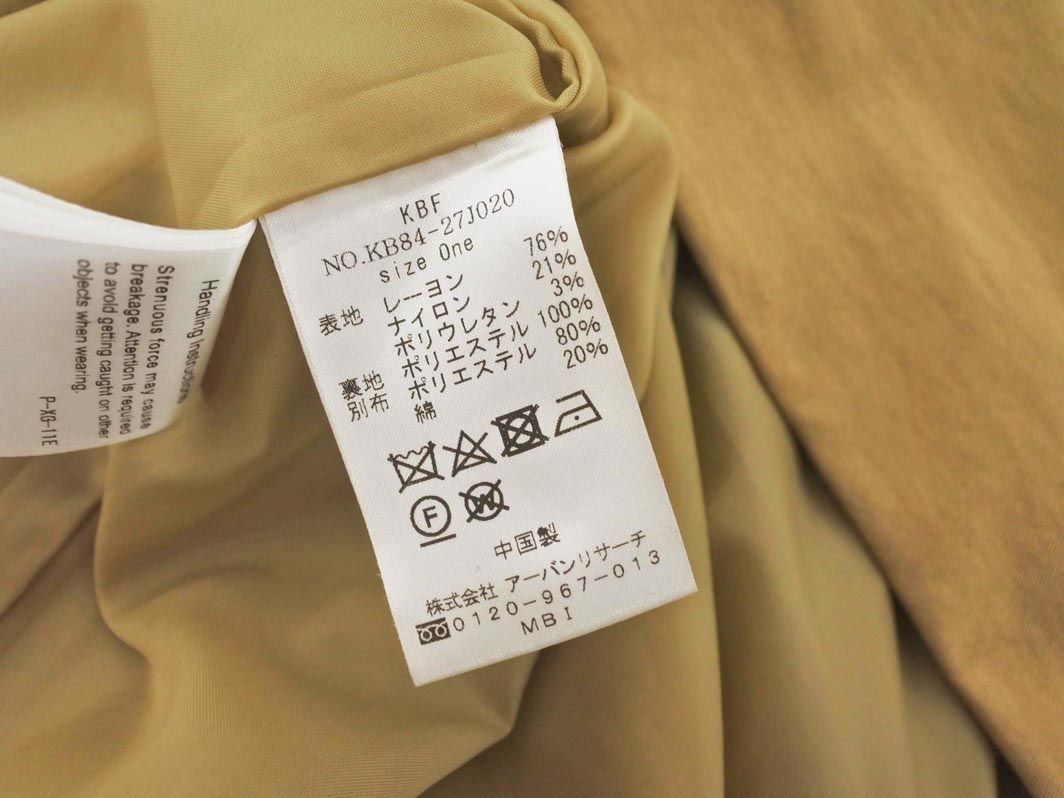 Handling Instructions
Strenuous force may cause
breakage. Attention is required
to avoid getting caught on other
objects when wearing.
P-XG-11E
KBF
NO.KB84-27J020
size One
表地 レーヨン 76%
ナイロン 21%
ポリウレタン 3%
裏地 ポリエステル 100%
別布 ポリエステル 80%
綿 20%
F W
中国製
株式会社 アーバンリサーチ
0120-967-013
MBI